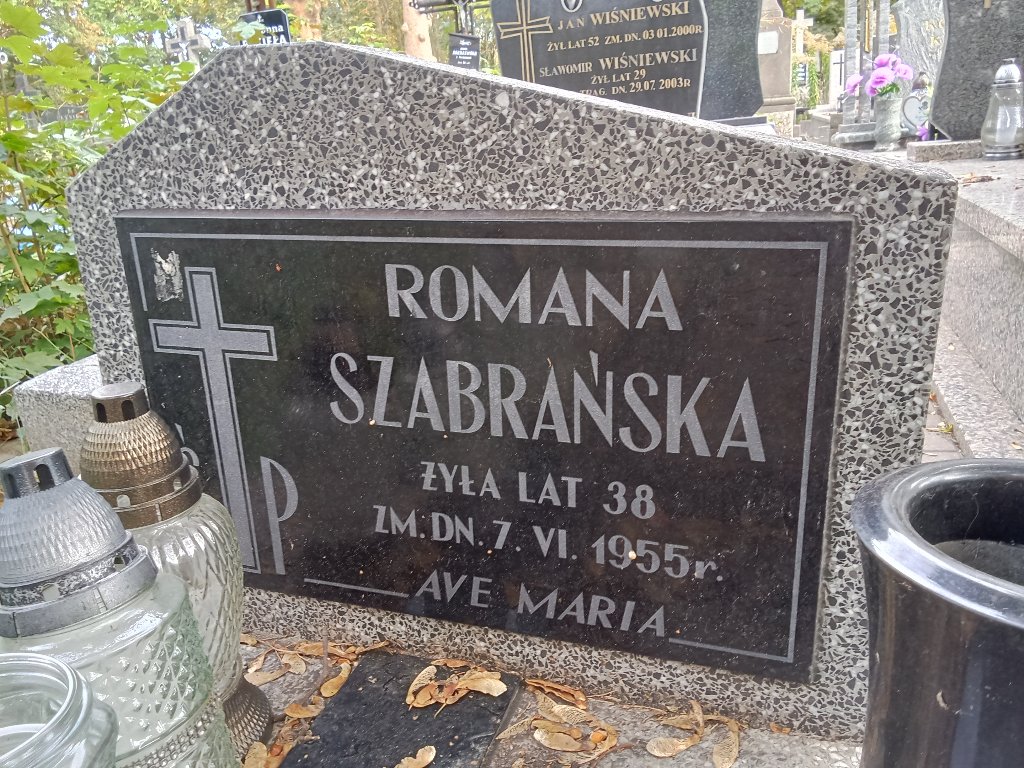 JAN WIŚNIEWSKI
ŻYŁ LAT 52 ZM. DN. 03.01.2000r
SŁAWOMIR WIŚNIEWSKI
ŻYŁ LAT 29
TRAG. DN. 29.07.2003R
ROMANA
SZABRAŃSKA
ŻYŁA LAT 38
ZM. DN. 7. VI. 1955r.
AVE MARIA
P